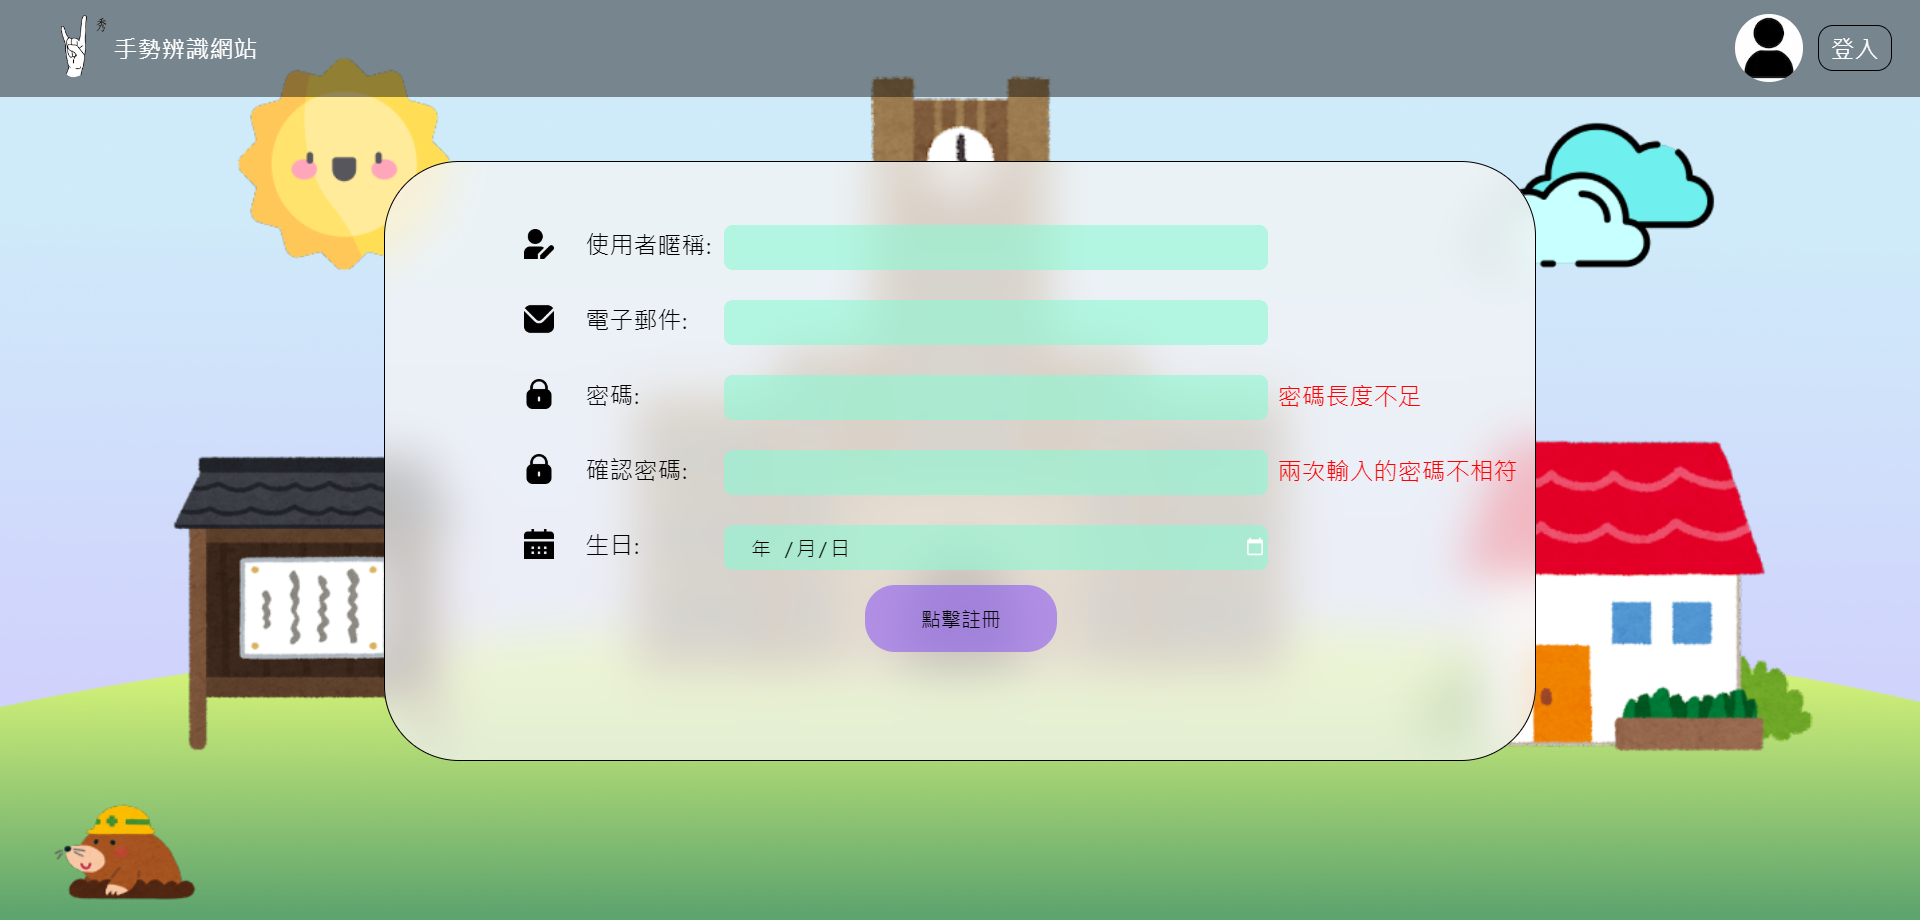 秀
手勢辨識網站
登入
使用者暱稱:
電子郵件:
密碼:
密碼長度不足
確認密碼:
兩次輸入的密碼不相符
生日:
年 /月/日
點擊註冊